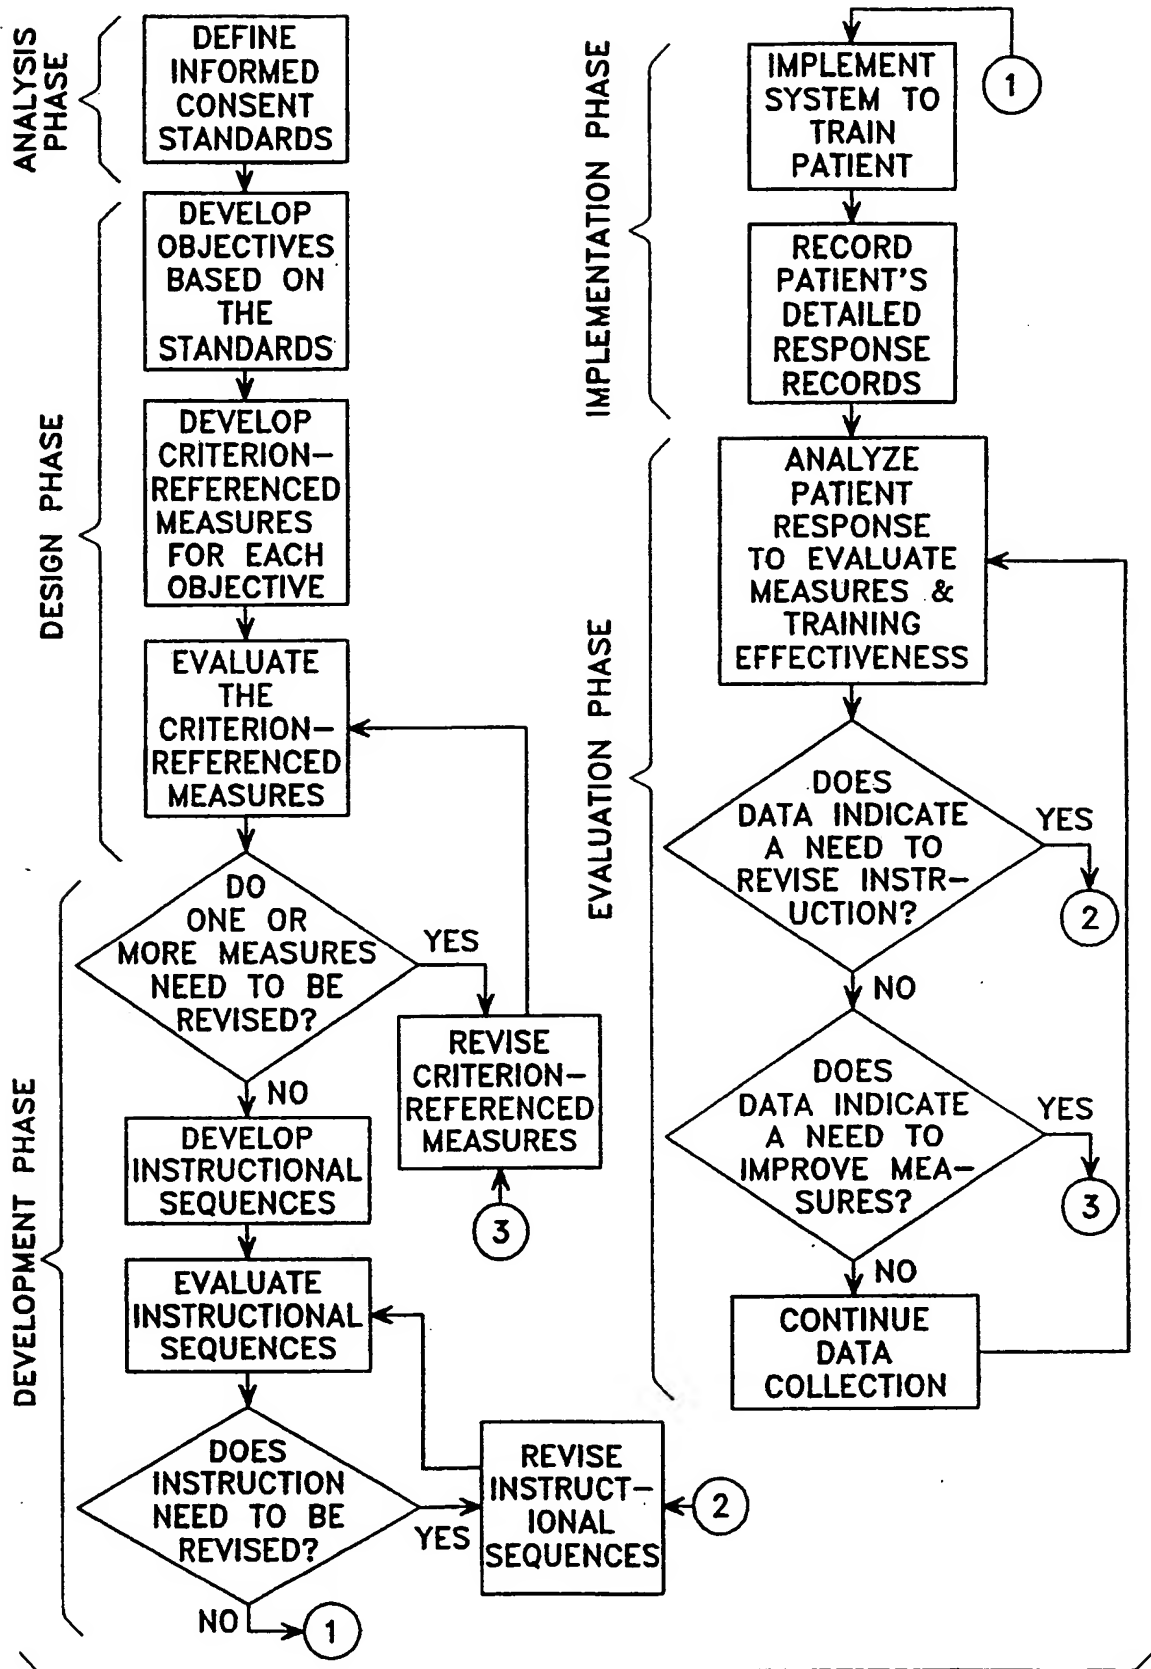 ANALYSIS
PHASE
DEFINE
INFORMED
CONSENT
STANDARDS
DESIGN PHASE
DEVELOP
OBJECTIVES
BASED ON
THE
STANDARDS
DEVELOP
CRITERION–
REFERENCED
MEASURES
FOR EACH
OBJECTIVE
EVALUATE
THE
CRITERION–
REFERENCED
MEASURES
DEVELOPMENT PHASE
DO
ONE OR
MORE MEASURES
NEED TO BE
REVISED?
YES
NO
REVISE
CRITERION–
REFERENCED
MEASURES
3
DEVELOP
INSTRUCTIONAL
SEQUENCES
EVALUATE
INSTRUCTIONAL
SEQUENCES
DOES
INSTRUCTION
NEED TO BE
REVISED?
YES
REVISE
INSTRUCT–
IONAL
SEQUENCES
2
NO
1
IMPLEMENTATION PHASE
1
IMPLEMENT
SYSTEM TO
TRAIN
PATIENT
RECORD
PATIENT'S
DETAILED
RESPONSE
RECORDS
EVALUATION PHASE
ANALYZE
PATIENT
RESPONSE
TO EVALUATE
MEASURES &
TRAINING
EFFECTIVENESS
DOES
DATA INDICATE
A NEED TO
REVISE INSTR–
UCTION?
YES
2
NO
DOES
DATA INDICATE
A NEED TO
IMPROVE MEA–
SURES?
YES
3
NO
CONTINUE
DATA
COLLECTION